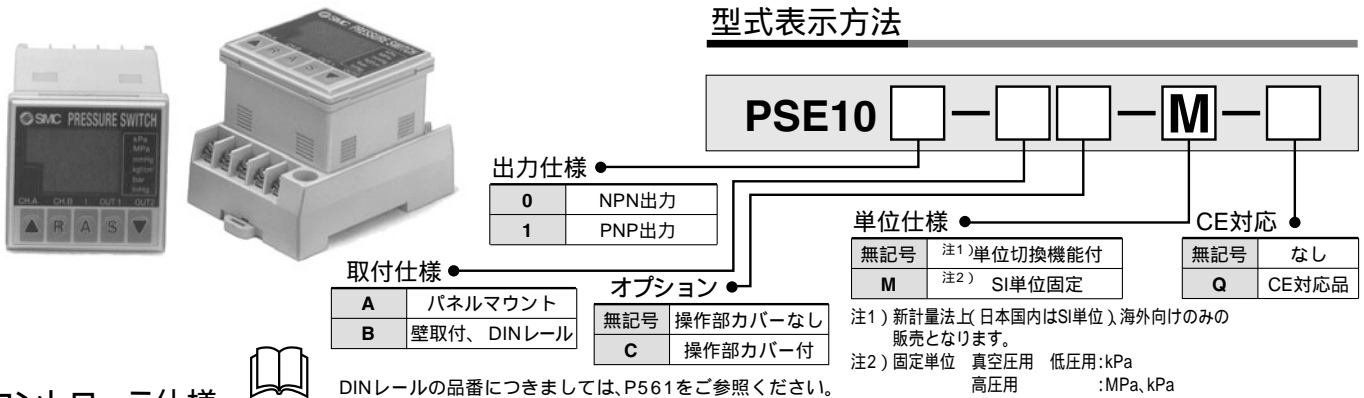 型式表示方法
SMC PRESSURE SWITCH
SMC PRESSURE SWITCH
kPa
MPa
mmHg
kgf/cm²
bar
InHg
CH.A CH.B I OUT1 OUT2
▲ R A S ▼
▲ R A S ▼
PSE10 □-□□-M-□
出力仕様
0 NPN出力
1 PNP出力
取付仕様
A パネルマウント
B 壁取付、DINレール
オプション
無記号 操作部カバーなし
C 操作部カバー付
単位仕様
無記号 注1)単位切換機能付
M 注2) SI単位固定
CE対応
無記号 なし
Q CE対応品
注1)新計量法上(日本国内はSI単位)、海外向けのみの
販売となります。
注2)固定単位 真空圧用 低圧用:kPa
高圧用 :MPa、kPa
DINレールの品番につきましては、P561をご参照ください。
ントローラ仕様